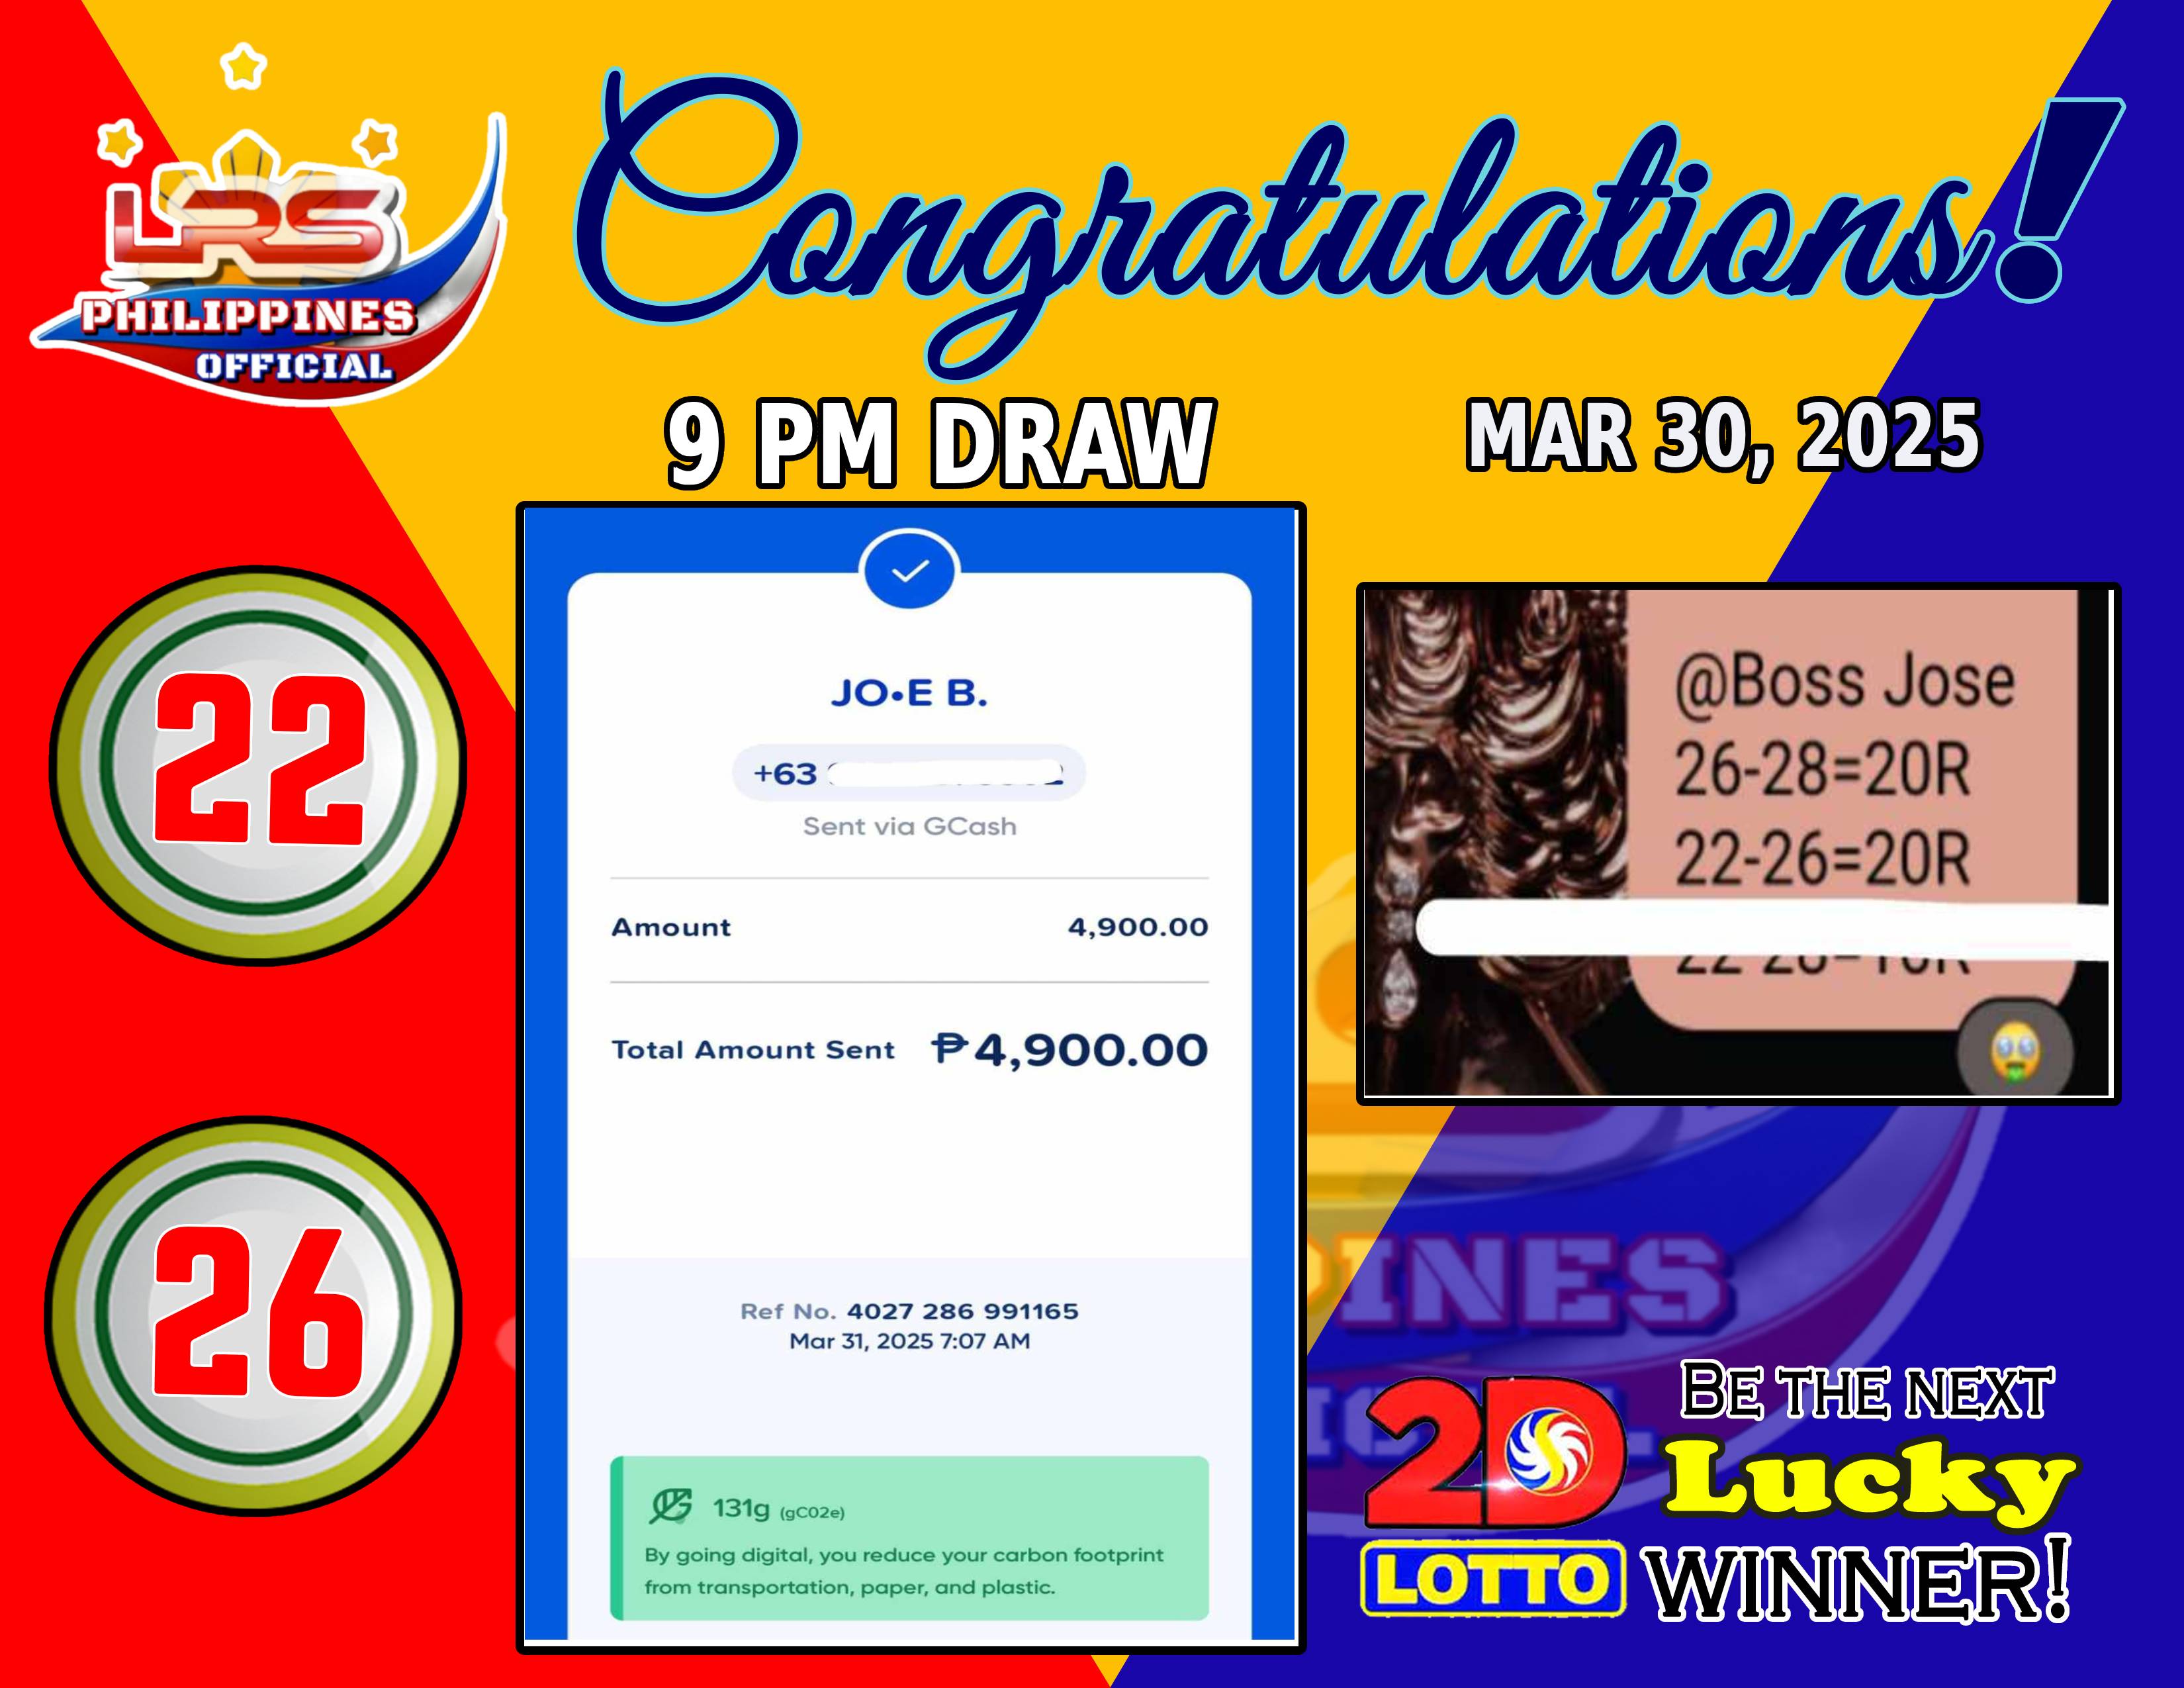 LRS
PHILIPPINES
OFFICIAL
Congratulations!
9 PM DRAW
MAR 30, 2025
22
26
JO•E B.
+63
Sent via GCash
Amount 4,900.00
Total Amount Sent ₱4,900.00
Ref No. 4027 286 991165
Mar 31, 2025 7:07 AM
131g (gC02e)
By going digital, you reduce your carbon footprint
from transportation, paper, and plastic.
@Boss Jose
26-28=20R
22-26=20R
PINES
2D
LOTTO
BE THE NEXT
Lucky
WINNER!